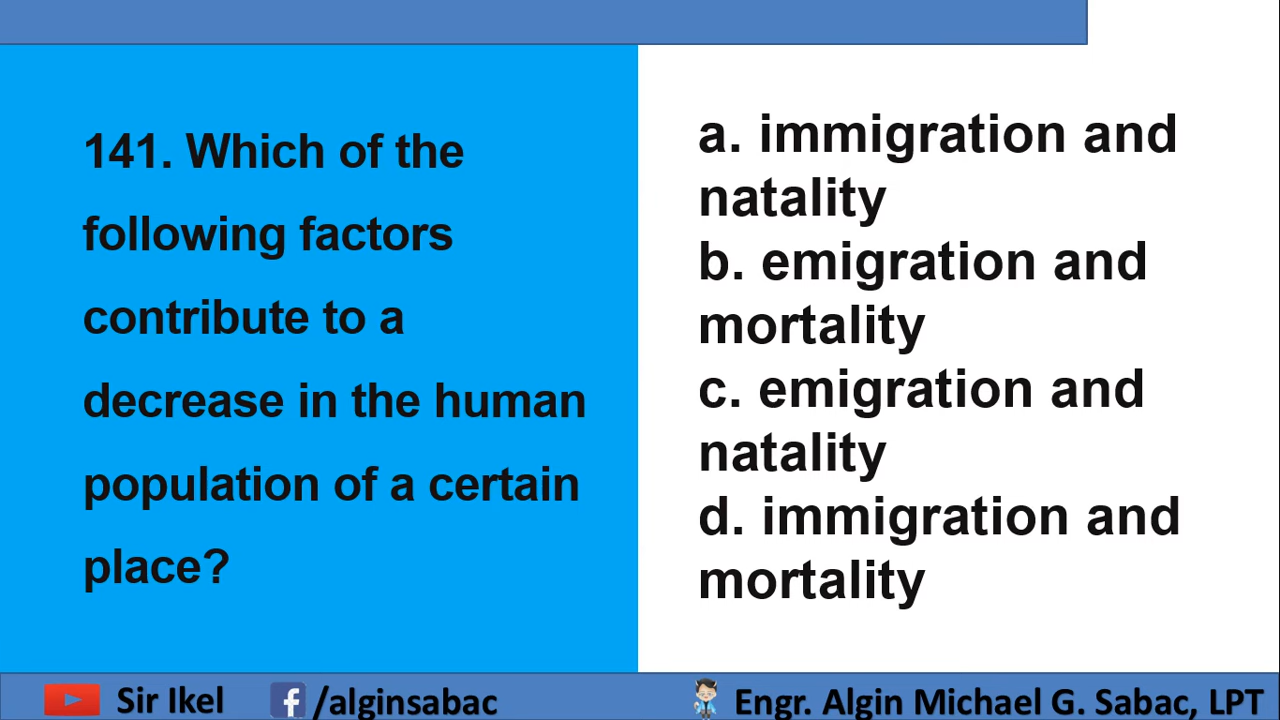 141. Which of the
following factors
contribute to a
decrease in the human
population of a certain
place?
a. immigration and
natality
b. emigration and
mortality
c. emigration and
natality
d. immigration and
mortality
Sir Ikel
f /alginsabac
Engr. Algin Michael G. Sabac, LPT